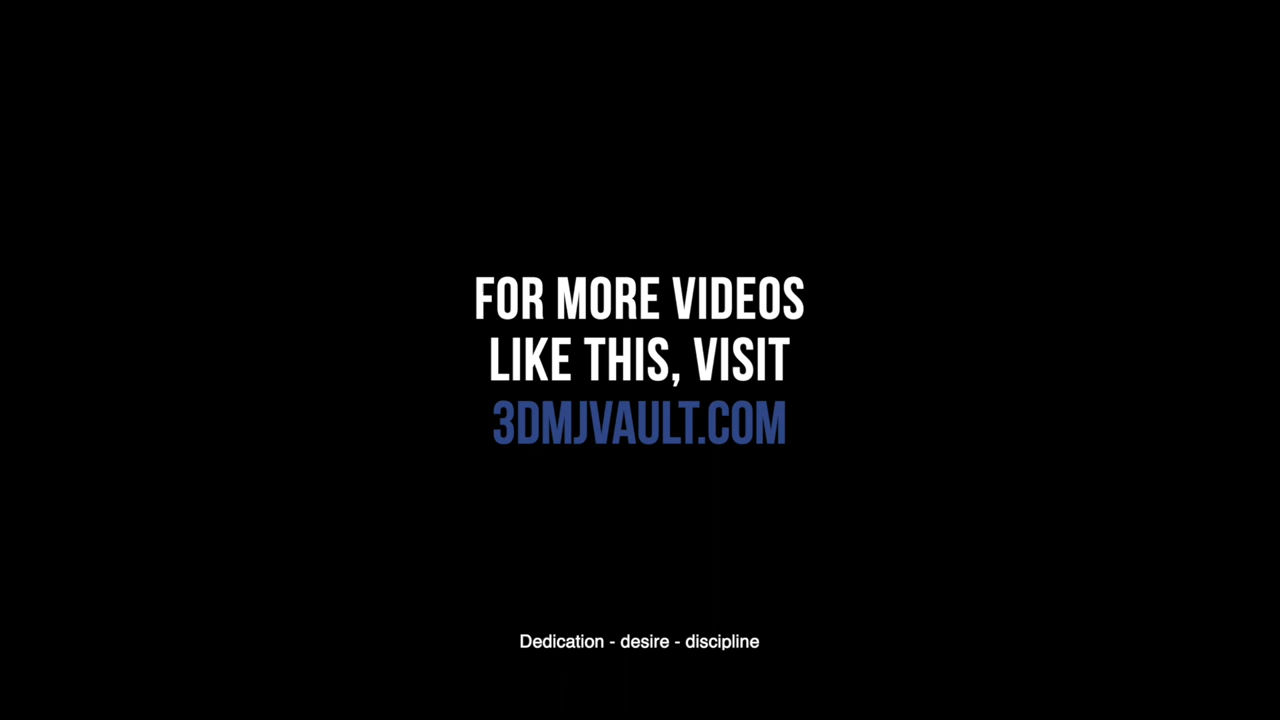 FOR MORE VIDEOS
LIKE THIS, VISIT
3DMJVAULT.COM
Dedication - desire - discipline